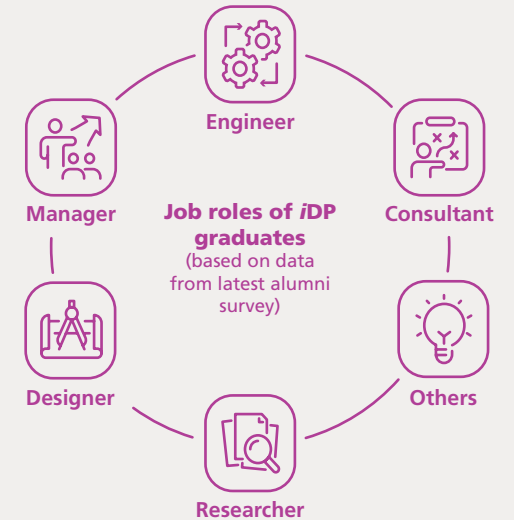 Engineer
Manager
Consultant
Job roles of iDP
graduates
(based on data
from latest alumni
survey)
Designer
Others
Researcher